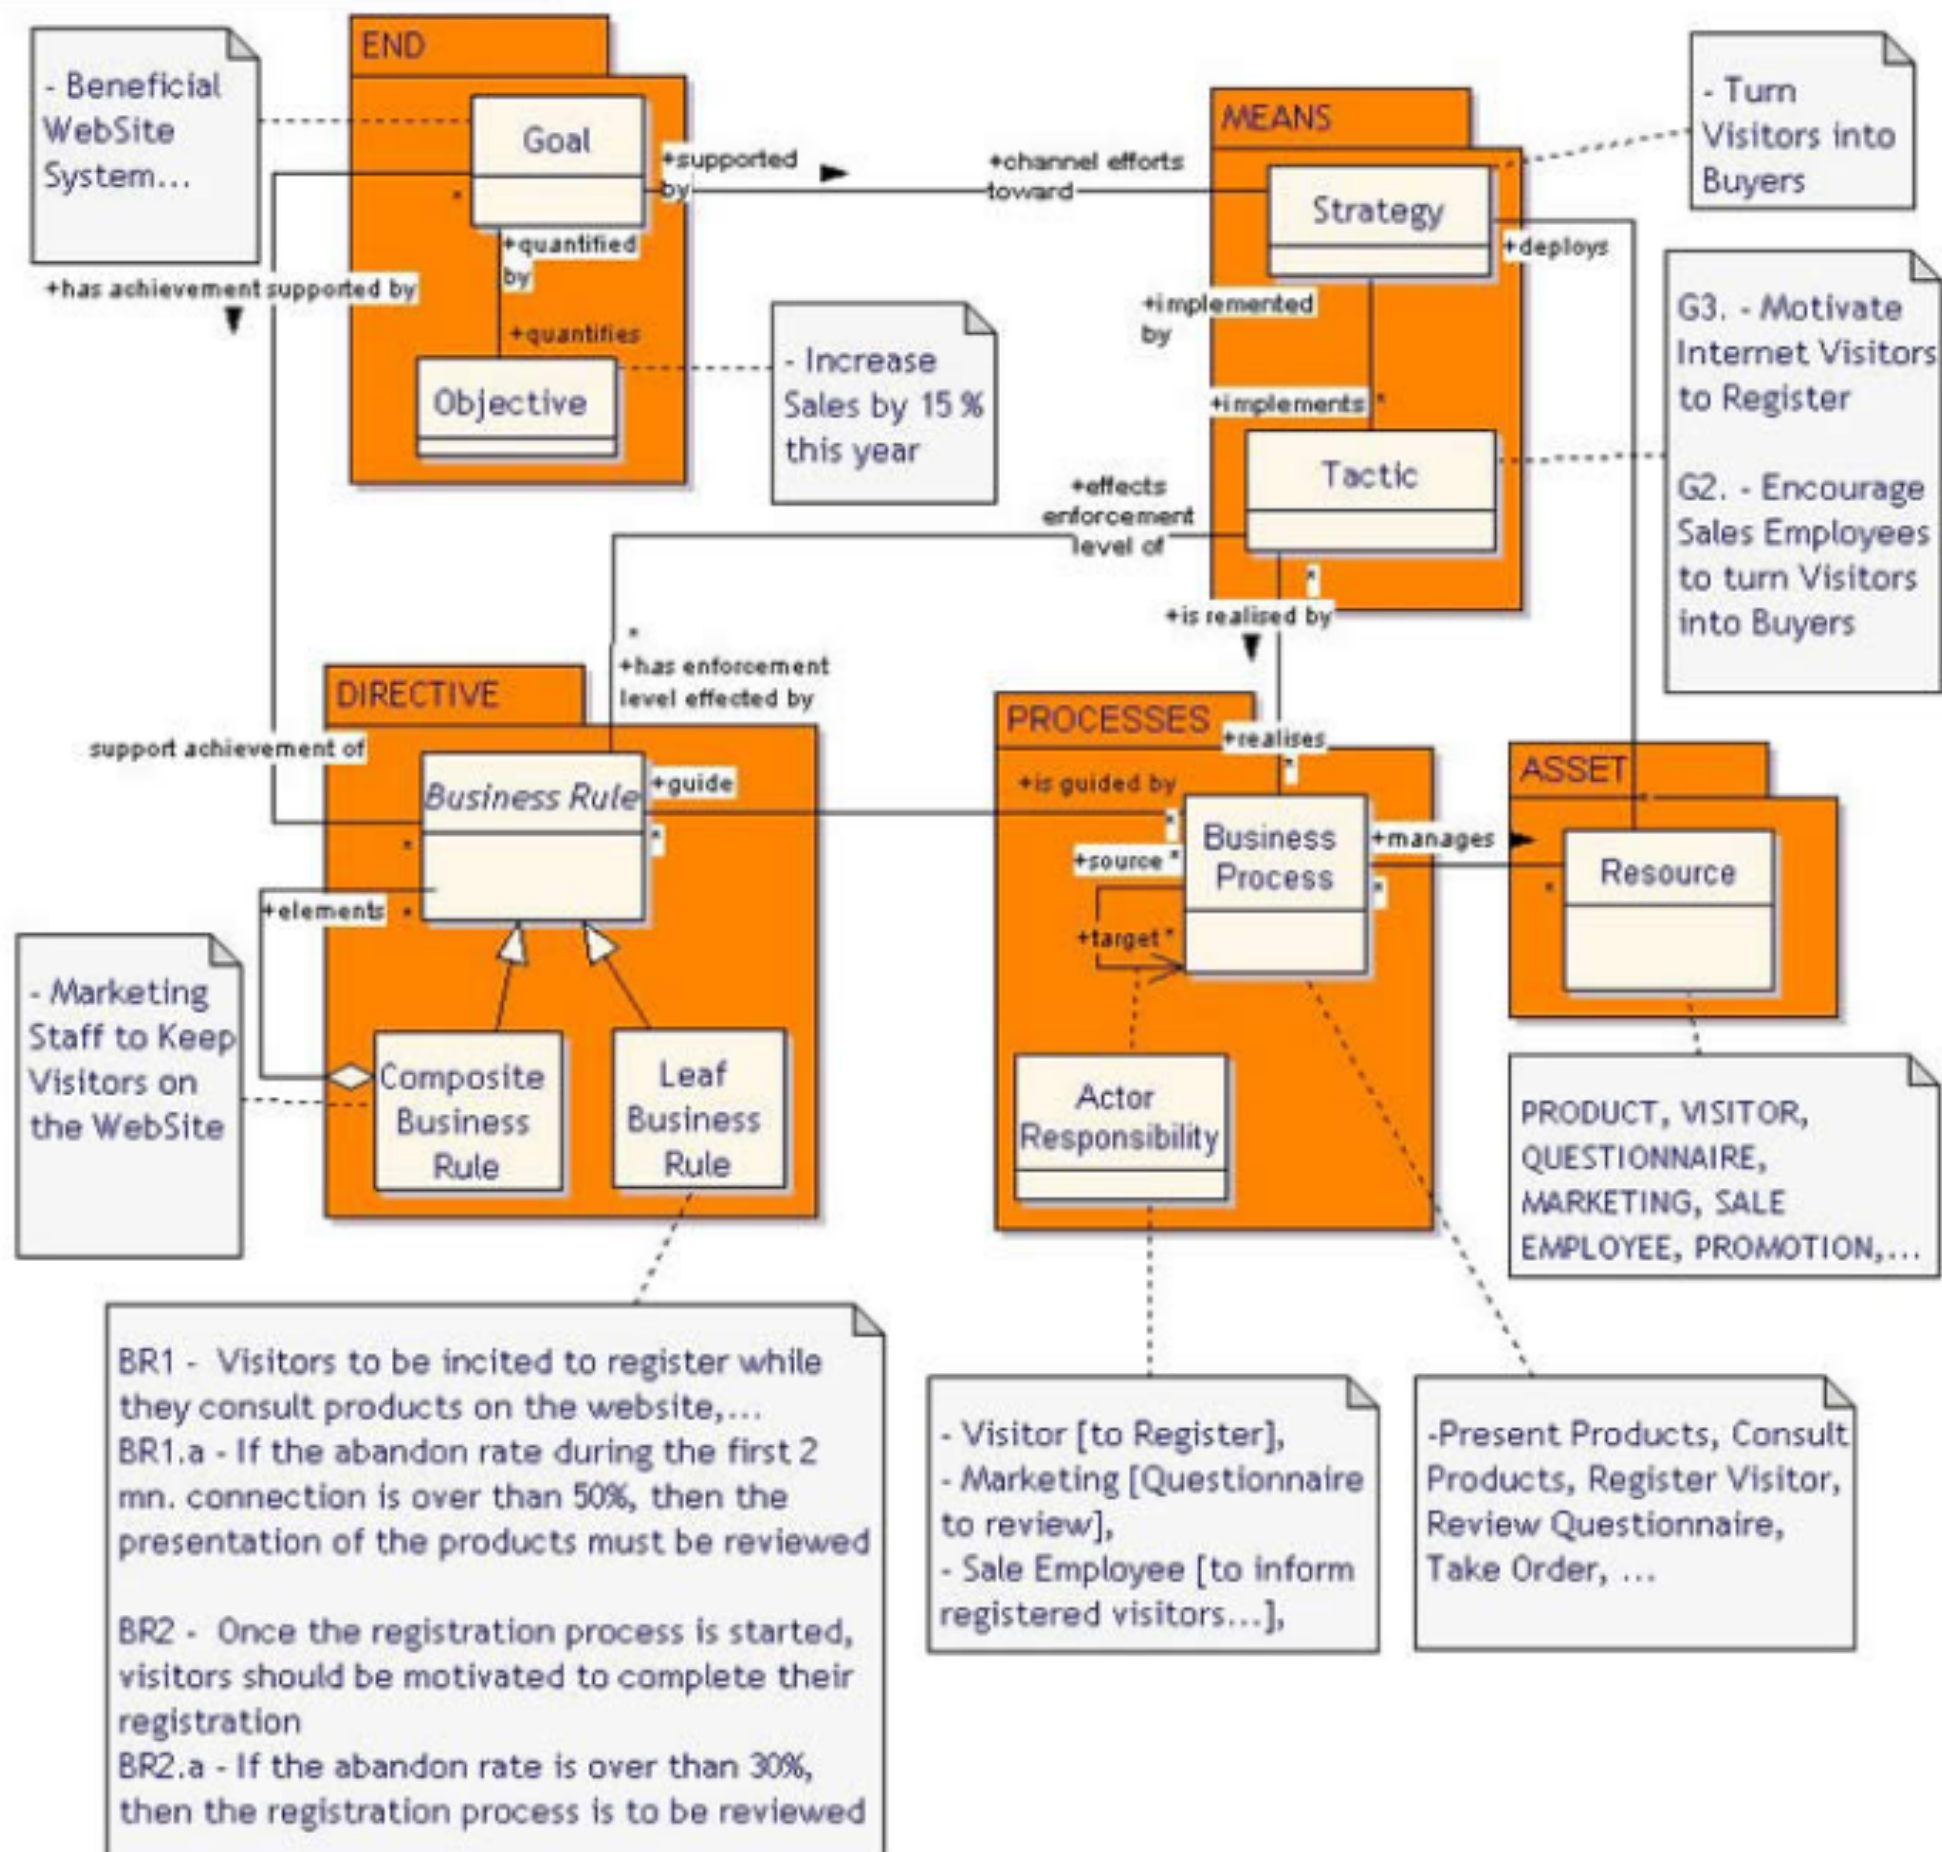 - Beneficial
WebSite
System...
END
Goal
+supported
by
+channel efforts
toward
MEANS
Strategy
- Turn
Visitors into
Buyers
*
+quantified
by
+deploys
+has achievement supported by
+quantifies
Objective
- Increase
Sales by 15 %
this year
+implemented
by
+implements
*
Tactic
G3. - Motivate
Internet Visitors
to Register
G2. - Encourage
Sales Employees
to turn Visitors
into Buyers
+effects
enforcement
level of
*
+is realised by
*
+has enforcement
level effected by
DIRECTIVE
support achievement of
Business Rule
+guide
*
*
+elements
*
Composite
Business
Rule
Leaf
Business
Rule
- Marketing
Staff to Keep
Visitors on
the WebSite
PROCESSES
+realises
*
+is guided by
*
Business
Process
+source *
+target *
+manages
*
*
Actor
Responsibility
ASSET
Resource
PRODUCT, VISITOR,
QUESTIONNAIRE,
MARKETING, SALE
EMPLOYEE, PROMOTION,...
BR1 - Visitors to be incited to register while
they consult products on the website,...
BR1.a - If the abandon rate during the first 2
mn. connection is over than 50%, then the
presentation of the products must be reviewed
BR2 - Once the registration process is started,
visitors should be motivated to complete their
registration
BR2.a - If the abandon rate is over than 30%,
then the registration process is to be reviewed
- Visitor [to Register],
- Marketing [Questionnaire
to review],
- Sale Employee [to inform
registered visitors...],
-Present Products, Consult
Products, Register Visitor,
Review Questionnaire,
Take Order, ...